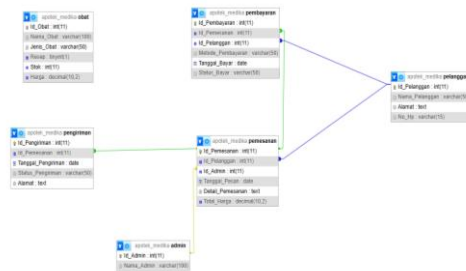 apotek_medika obat
Id_Obat : int(11)
Nama_Obat : varchar(100)
Jenis_Obat : varchar(50)
Resep : tinyint(1)
Stok : int(11)
Harga : decimal(10,2)
apotek_medika pembayaran
Id_Pembayaran : int(11)
Id_Pemesanan : int(11)
Id_Pelanggan : int(11)
Metode_Pembayaran : varchar(50)
Tanggal_Bayar : date
Status_Bayar : varchar(50)
apotek_medika pelanggan
Id_Pelanggan : int(11)
Nama_Pelanggan : varchar(
Alamat : text
No_Hp : varchar(15)
apotek_medika pengiriman
Id_Pengiriman : int(11)
Id_Pemesanan : int(11)
Tanggal_Pengiriman : date
Status_Pengiriman : varchar(50)
Alamat : text
apotek_medika pemesanan
Id_Pemesanan : int(11)
Id_Pelanggan : int(11)
Id_Admin : int(11)
Tanggal_Pesan : date
Detail_Pemesanan : text
Total_Harga : decimal(10,2)
apotek_medika admin
Id_Admin : int(11)
Nama_Admin : varchar(100)